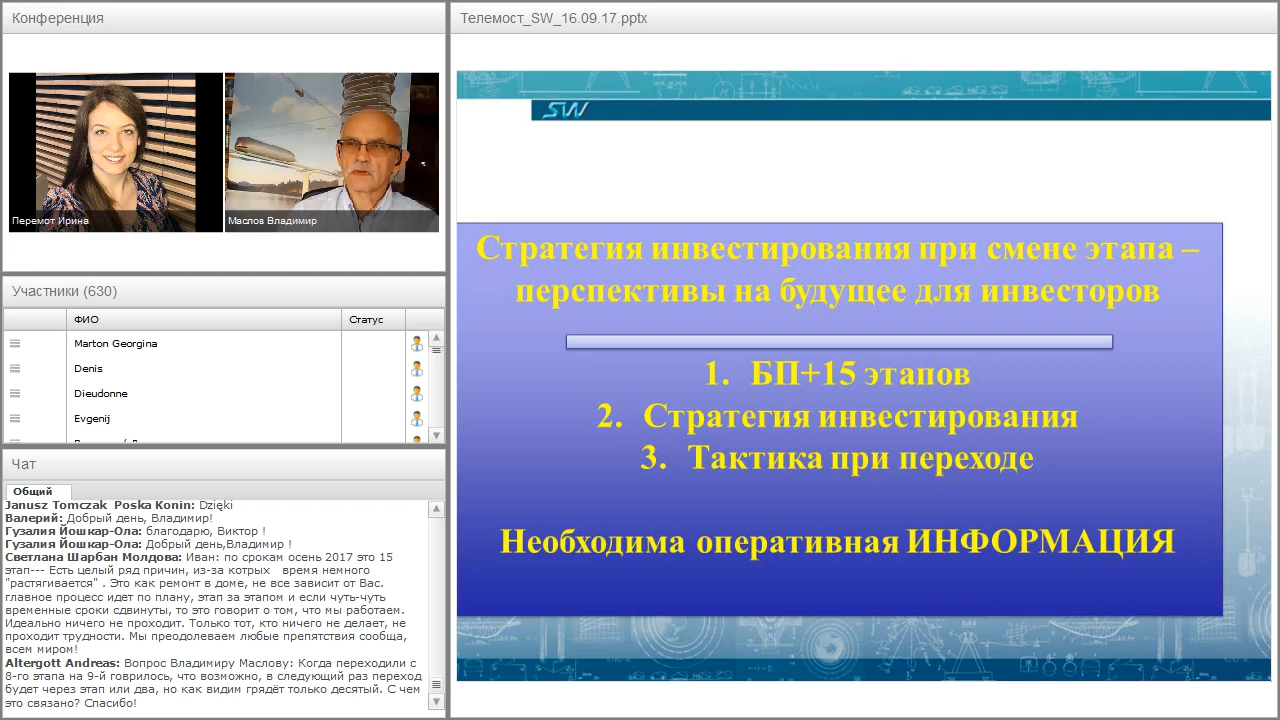 Конференция
Перемот Ирина
Маслов Владимир
Участники (630)
ФИО
Статус
Marton Georgina
Denis
Dieudonne
Evgenij
Чат
Общий
Janusz Tomczak Poska Konin: Dzięki
Валерий: Добрый день, Владимир!
Гузалия Йошкар-Ола: благодарю, Виктор !
Гузалия Йошкар-Ола: Добрый день,Владимир !
Светлана Шарбан Молдова: Иван: по срокам осень 2017 это 15
этап--- Есть целый ряд причин, из-за котрых время немного
"растягивается" . Это как ремонт в доме, не все зависит от Вас.
главное процесс идет по плану, этап за этапом и если чуть-чуть
временные сроки сдвинуты, то это говорит о том, что мы работаем.
Идеально ничего не проходит. Только тот, кто ничего не делает, не
проходит трудности. Мы преодолеваем любые препятствия сообща,
всем миром!
Altergott Andreas: Вопрос Владимиру Маслову: Когда переходили с
8-го этапа на 9-й говрилось, что возможно, в следующий раз переход
будет через этап или два, но как видим грядёт только десятый. С чем
это связано? Спасибо!
Телемост_SW_16.09.17.pptx
SW
Стратегия инвестирования при смене этапа –
перспективы на будущее для инвесторов
1. БП+15 этапов
2. Стратегия инвестирования
3. Тактика при переходе
Необходима оперативная ИНФОРМАЦИЯ